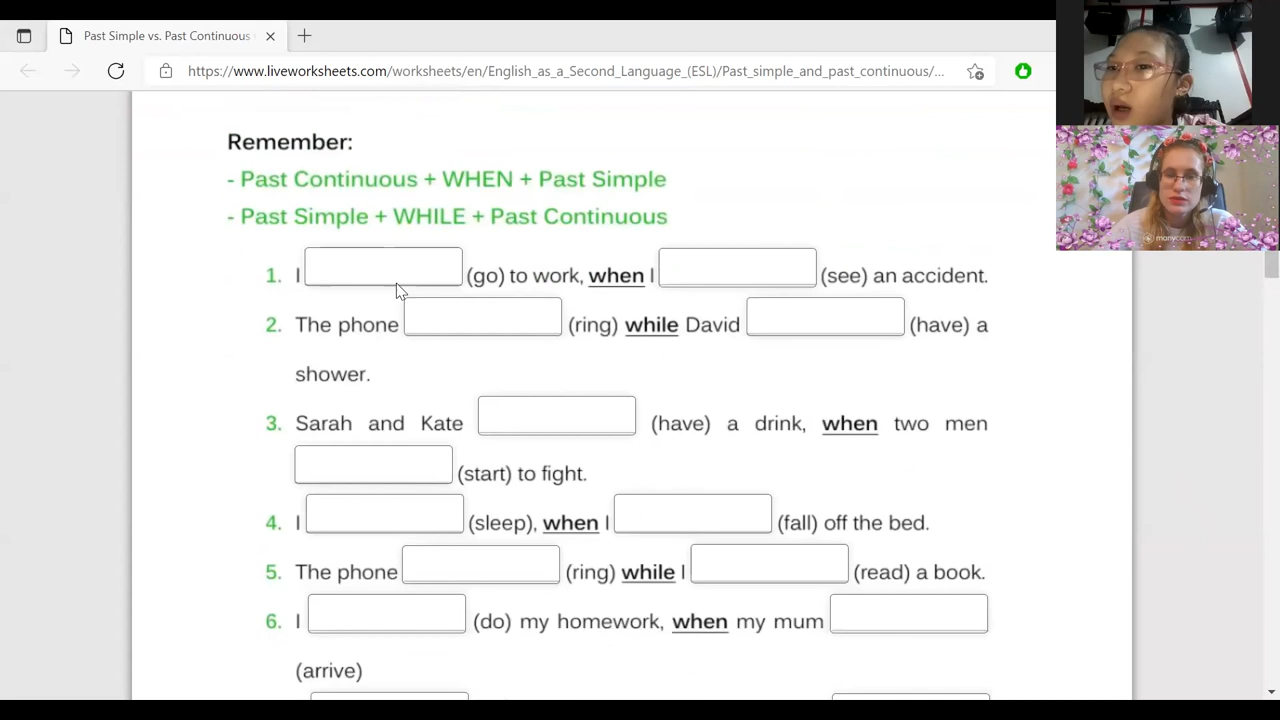 Past Simple vs. Past Continuous
https://www.liveworksheets.com/worksheets/en/English_as_a_Second_Language_(ESL)/Past_simple_and_past_continuous/...
Remember:
- Past Continuous + WHEN + Past Simple
- Past Simple + WHILE + Past Continuous
1. I (go) to work, when I (see) an accident.
2. The phone (ring) while David (have) a
shower.
3. Sarah and Kate (have) a drink, when two men
(start) to fight.
4. I (sleep), when I (fall) off the bed.
5. The phone (ring) while I (read) a book.
6. I (do) my homework, when my mum
(arrive)
manycam